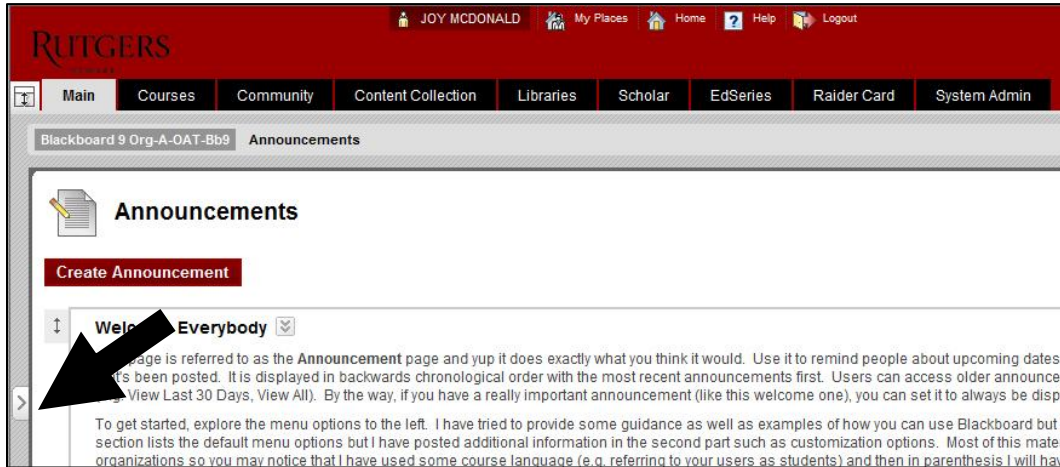 JOY MCDONALD My Places Home ? Help Logout
RUTGERS
Main Courses Community Content Collection Libraries Scholar EdSeries Raider Card System Admin
Blackboard 9 Org-A-OAT-Bb9 Announcements
Announcements
Create Announcement
Everybody
page is referred to as the Announcement page and yup it does exactly what you think it would. Use it to remind people about upcoming dates
been posted. It is displayed in backwards chronological order with the most recent announcements first. Users can access older announce
View Last 30 Days, View All). By the way, if you have a really important announcement (like this welcome one), you can set it to always be disp
To get started, explore the menu options to the left. I have tried to provide some guidance as well as examples of how you can use Blackboard but
section lists the default menu options but I have posted additional information in the second part such as customization options. Most of this mate
organizations so you may notice that I have used some course language (e.g. referring to your users as students) and then in parenthesis I will ha